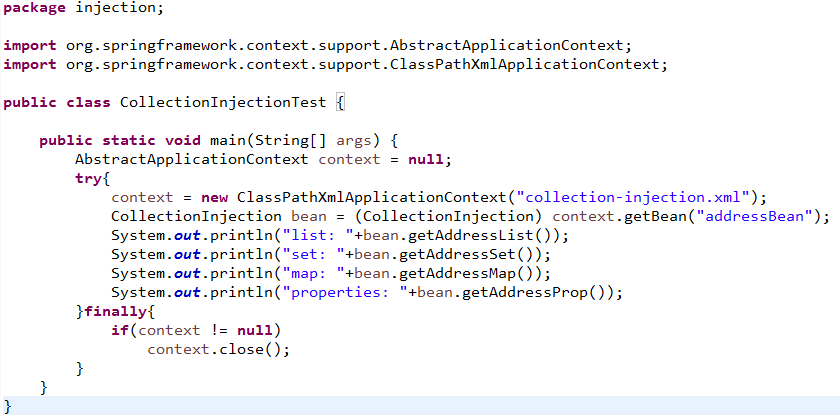 package injection;
import org.springframework.context.support.AbstractApplicationContext;
import org.springframework.context.support.ClassPathXmlApplicationContext;
public class CollectionInjectionTest {
public static void main(String[] args) {
AbstractApplicationContext context = null;
try{
context = new ClassPathXmlApplicationContext("collection-injection.xml");
CollectionInjection bean = (CollectionInjection) context.getBean("addressBean");
System.out.println("list: "+bean.getAddressList());
System.out.println("set: "+bean.getAddressSet());
System.out.println("map: "+bean.getAddressMap());
System.out.println("properties: "+bean.getAddressProp());
}finally{
if(context != null)
context.close();
}
}
}